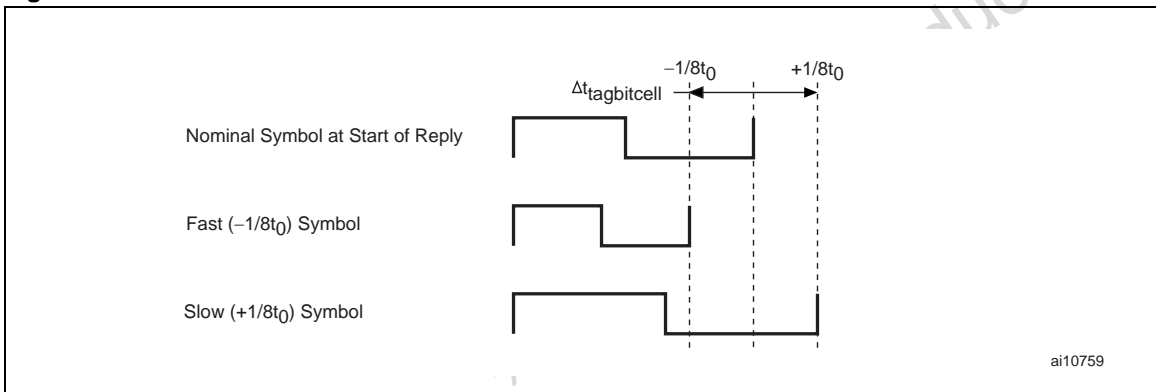 −1/8t0 +1/8t0
Δttagbitcell
Nominal Symbol at Start of Reply
Fast (−1/8t0) Symbol
Slow (+1/8t0) Symbol
ai10759